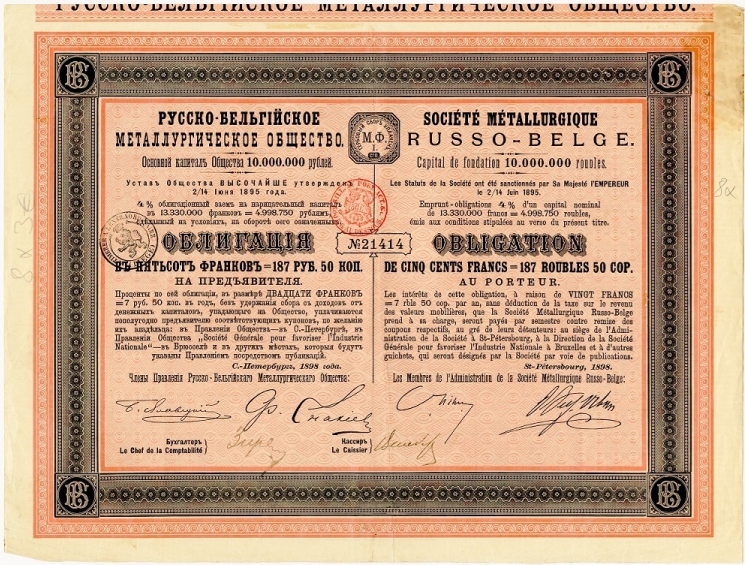 РУССКО-БЕЛЬГІЙСКОЕ МЕТАЛЛУРГИЧЕСКОЕ ОБЩЕСТВО.
РУССКО-БЕЛЬГІЙСКОЕ
МЕТАЛЛУРГИЧЕСКОЕ ОБЩЕСТВО.
Основной капиталъ Общества 10.000.000 рублей.
Уставъ Общества ВЫСОЧАЙШЕ утвержденъ
2/14 Іюня 1895 года.
4% облигаціонный заемъ на нарицательный капиталъ
въ 13.330.000 франковъ = 4.998.750 рублямъ,
на условіяхъ, на оборотѣ сего означенныхъ.
ОБЛИГАЦІЯ
ВЪ ПЯТЬСОТЪ ФРАНКОВЪ = 187 РУБ. 50 КОП.
НА ПРЕДЪЯВИТЕЛЯ.
Проценты по сей облигаціи, въ размѣрѣ ДВАДЦАТИ ФРАНКОВЪ
= 7 руб. 50 коп. въ годъ, безъ удержанія сбора съ доходовъ отъ
денежныхъ капиталовъ, упадающаго на Общество, уплачиваются
полугодно предъявителю соотвѣтствующихъ купоновъ, по желанію
ихъ владѣльца: въ Правленіи Общества—въ С.-Петербургѣ, въ
Правленіи Общества „Société Générale pour favoriser l'Industrie
Nationale“—въ Брюсселѣ и въ другихъ мѣстахъ, которыя будутъ
указаны Правленіемъ посредствомъ публикацій.
С.-Петербургъ, 1898 года.
Члены Правленія Русско-Бельгійскаго Металлургическаго Общества:
М.Ф.
I.
№21414
SOCIÉTÉ MÉTALLURGIQUE
RUSSO-BELGE.
Capital de fondation 10.000.000 roubles.
Les Statuts de la Société ont été sanctionnés par Sa Majesté l'EMPEREUR
le 2/14 Juin 1895.
Emprunt-obligations 4% d'un capital nominal
de 13.330.000 francs = 4.998.750 roubles,
émis aux conditions stipulées au verso du présent titre.
OBLIGATION
DE CINQ CENTS FRANCS = 187 ROUBLES 50 COP.
AU PORTEUR.
Les intérêts de cette obligation, à raison de VINGT FRANCS
= 7 rbls 50 cop. par an, sans déduction de la taxe sur le revenu
des valeurs mobilières, que la Société Métallurgique Russo-Belge
prend à sa charge, seront payés par semestre contre remise des
coupons respectifs, au gré de leur détenteur: au siège de l'Admi-
nistration de la Société à St-Pétersbourg, à la Direction de la Société
Générale pour favoriser l'Industrie Nationale à Bruxelles et à d'autres
guichets, qui seront désignés par la Société par voie de publications.
St-Pétersbourg, 1898.
Les Membres de l'Administration de la Société Métallurgique Russo-Belge:
Бухгалтеръ
Le Chef de la Comptabilité
Кассиръ
Le Caissier